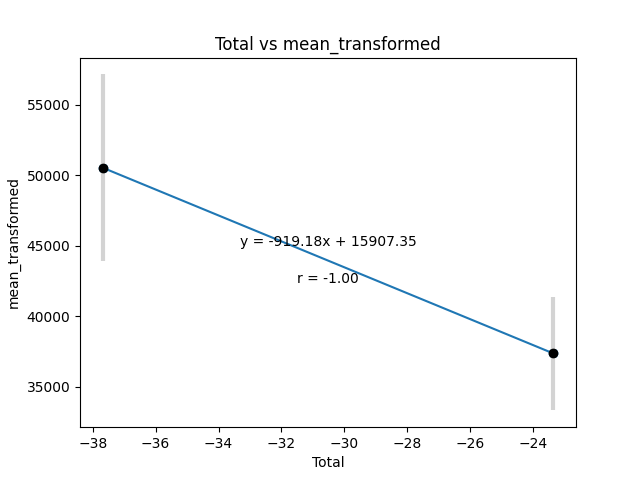 Total vs mean_transformed
mean_transformed
55000
50000
45000
40000
35000
y = -919.18x + 15907.35
r = -1.00
−38 −36 −34 −32 −30 −28 −26 −24
Total